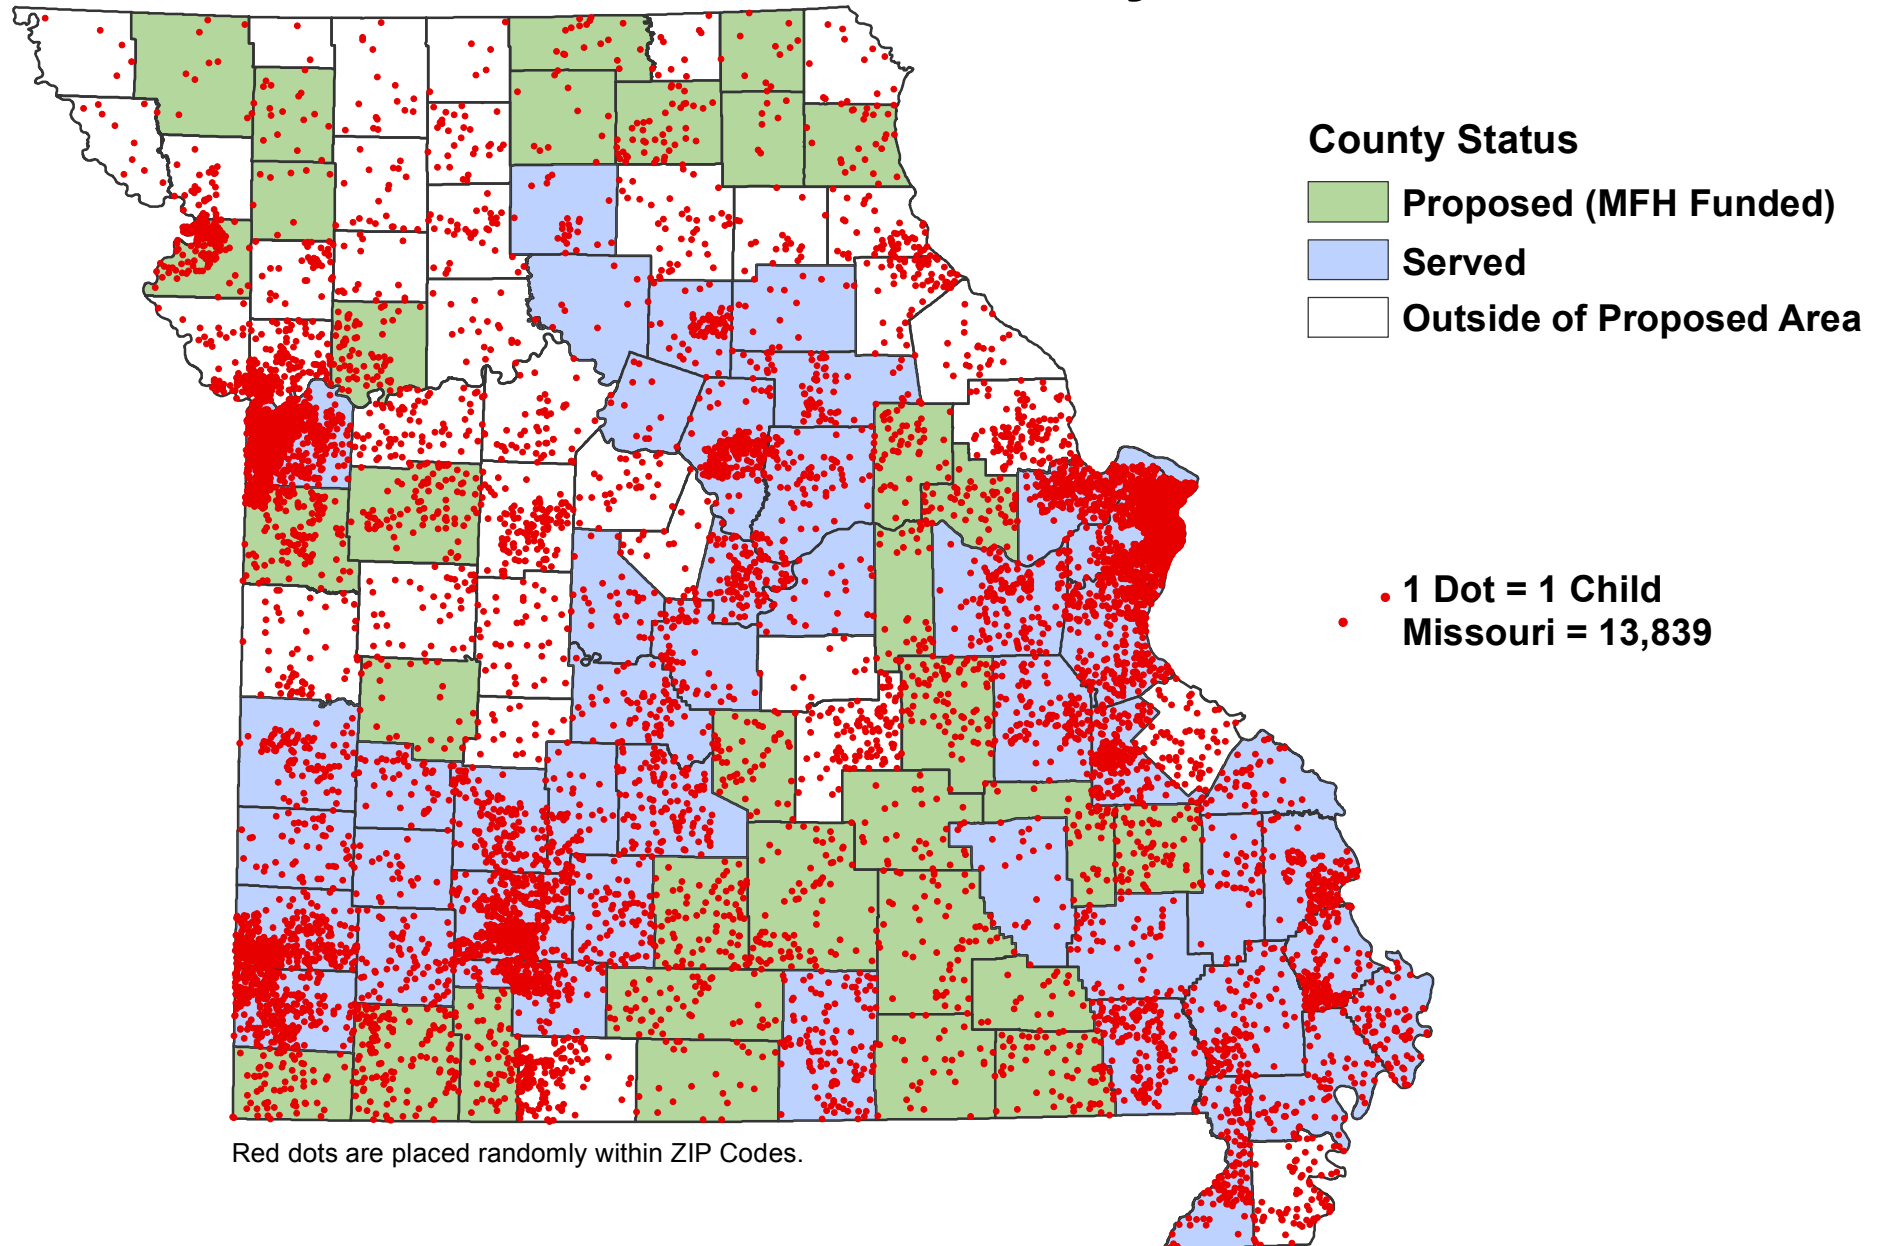 County Status
Proposed (MFH Funded)
Served
Outside of Proposed Area
1 Dot = 1 Child
Missouri = 13,839
Red dots are placed randomly within ZIP Codes.